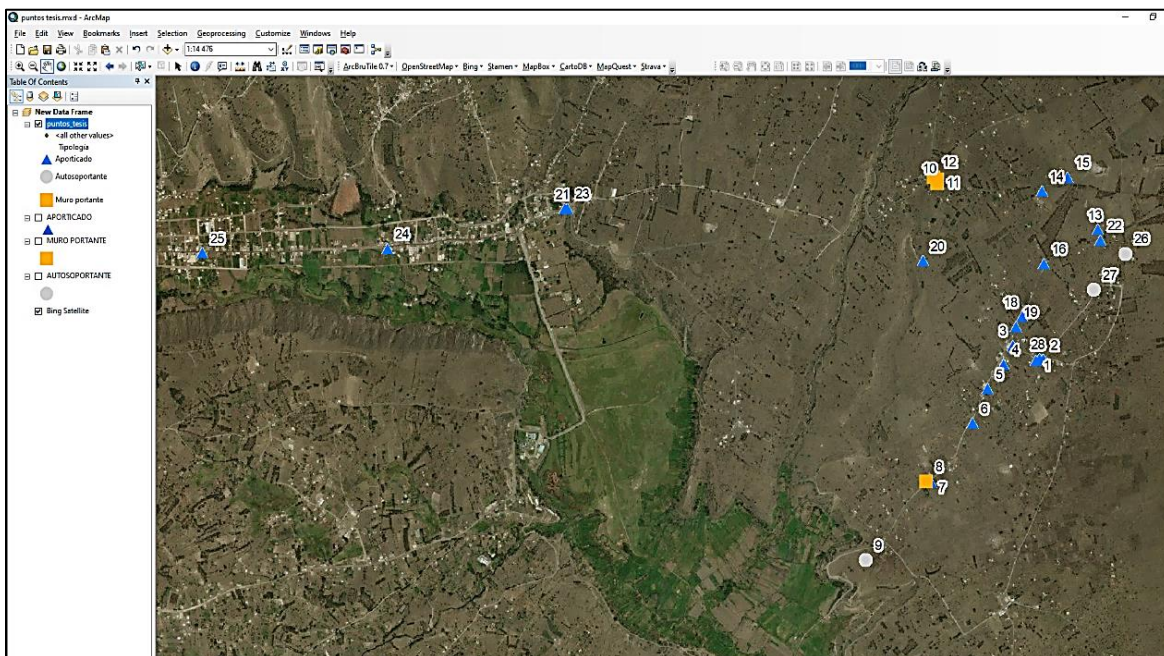 puntos tesis.mxd - ArcMap
File Edit View Bookmarks Insert Selection Geoprocessing Customize Windows Help
1:14 476
ArcBruTile 0.7 OpenStreetMap Bing Stamen MapBox CartoDB MapQuest Strava
Table Of Contents
New Data Frame
puntos_tesis
<all other values>
Tipología
Aporticado
Autosoportante
Muro portante
APORTICADO
MURO PORTANTE
AUTOSOPORTANTE
Bing Satellite
12
10
11
15
14
21 23
13
22
24
25
26
20
16
27
18
19
3
28 2
4
1
5
6
8
7
9